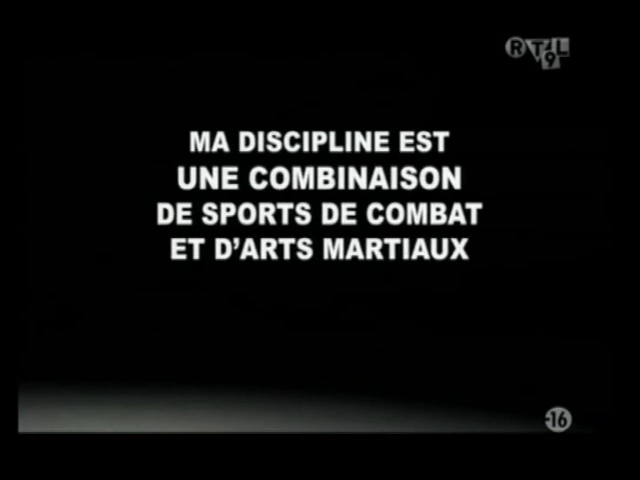 RTL9
MA DISCIPLINE EST
UNE COMBINAISON
DE SPORTS DE COMBAT
ET D'ARTS MARTIAUX
-16